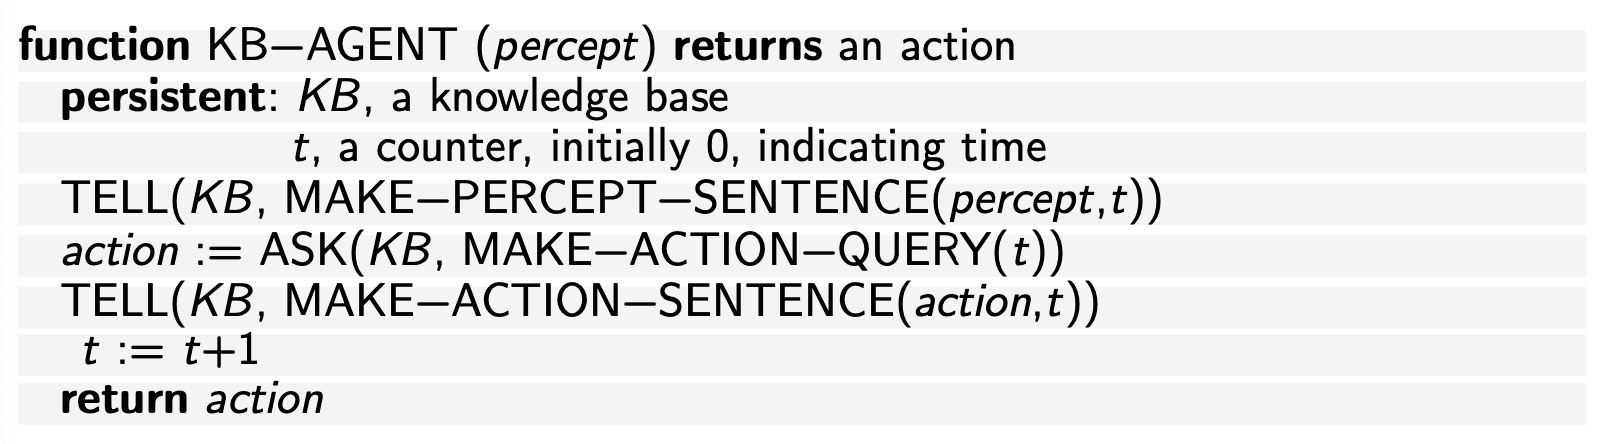 function KB—AGENT (percept) returns an action
persistent: KB, a knowledge base
t, a counter, initially 0, indicating time
TELL(KB, MAKE—PERCEPT—SENTENCE(percept,t))
action := ASK(KB, MAKE—ACTION—QUERY(t))
TELL(KB, MAKE—ACTION—SENTENCE(action,t))
t := t+1
return action